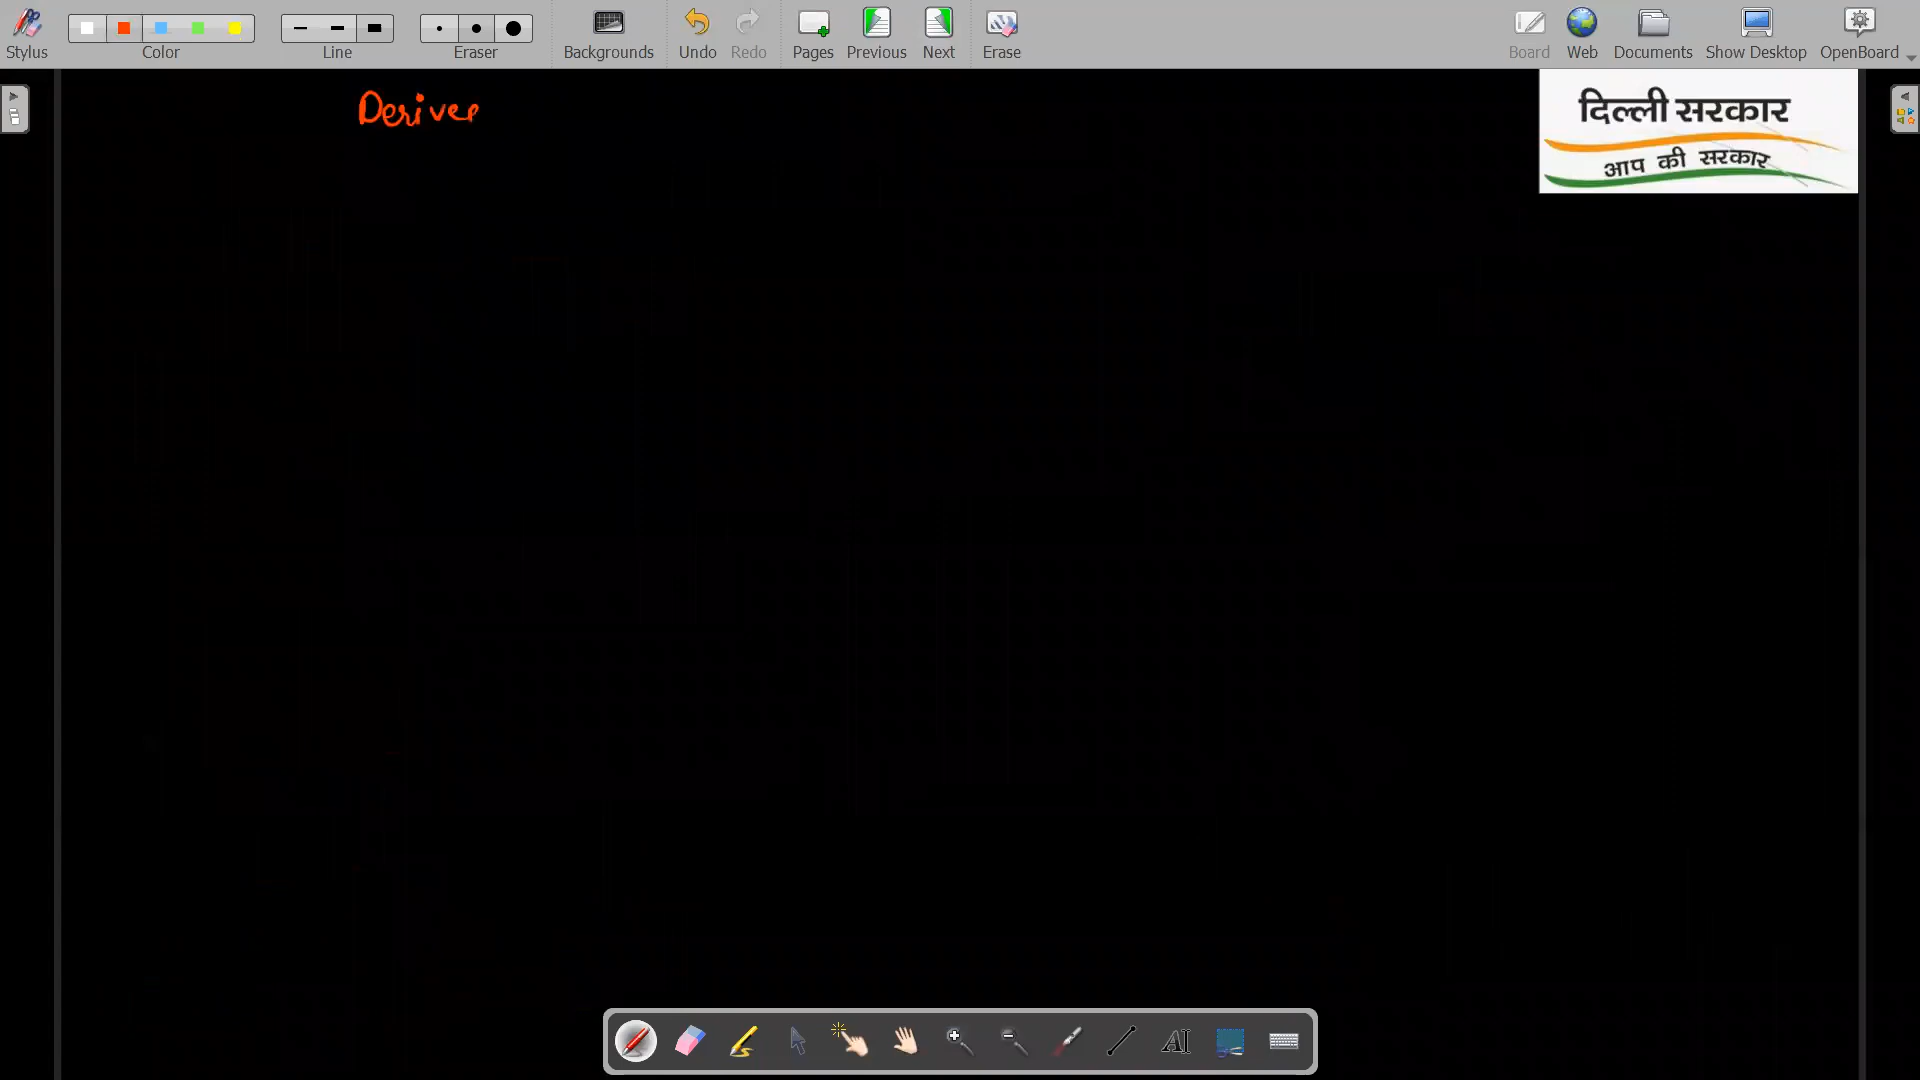 Stylus
Color
Line
Eraser
Backgrounds
Undo
Redo
Pages
Previous
Next
Erase
Board
Web
Documents
Show Desktop
OpenBoard
Deriver
दिल्ली सरकार
आप की सरकार
AI